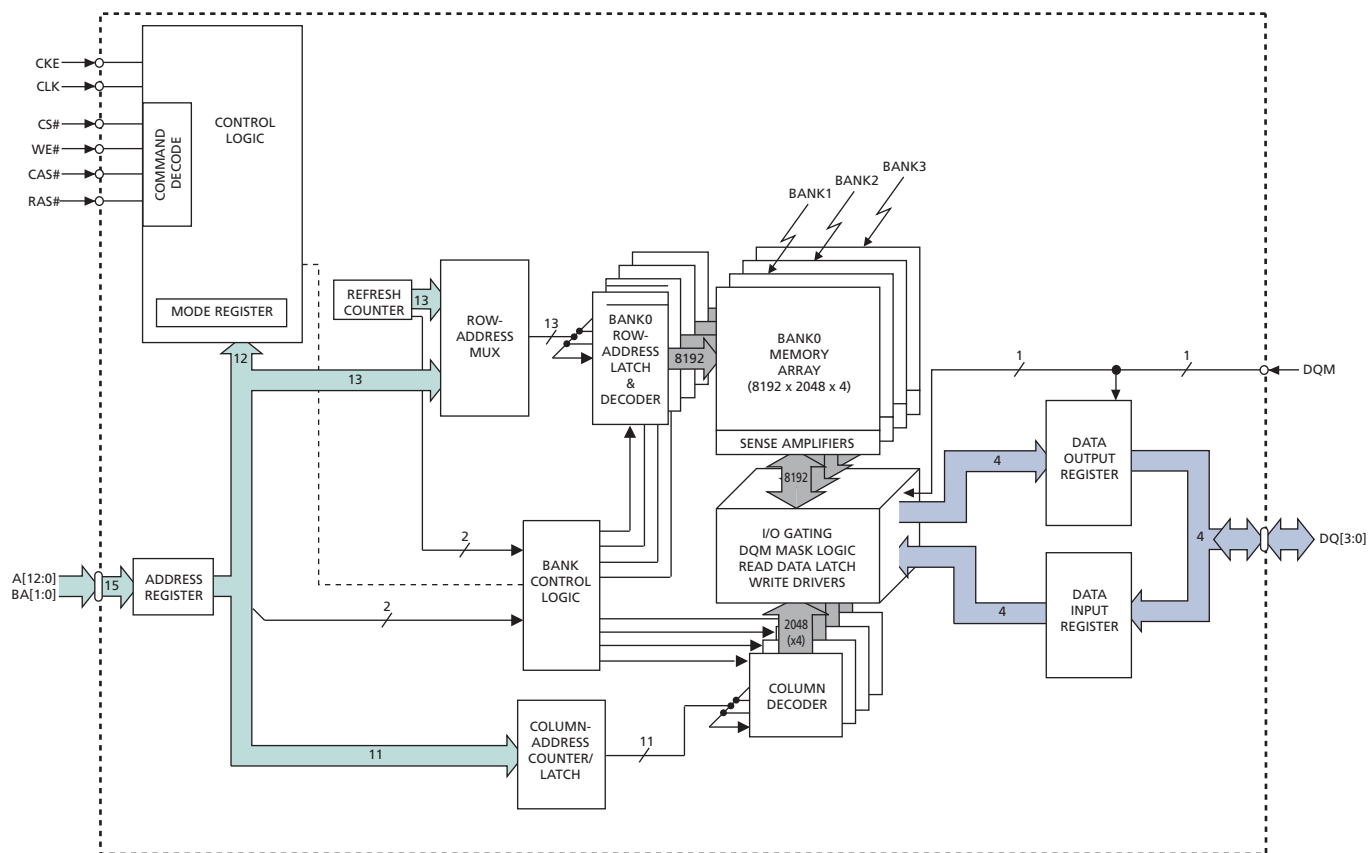 CKE
CLK
CS#
WE#
CAS#
RAS#
COMMAND
DECODE
CONTROL
LOGIC
MODE REGISTER
12
REFRESH
COUNTER
13
13
ROW-
ADDRESS
MUX
13
BANK0
ROW-
ADDRESS
LATCH
&
DECODER
8192
BANK1
BANK2
BANK3
BANK0
MEMORY
ARRAY
(8192 x 2048 x 4)
SENSE AMPLIFIERS
8192
I/O GATING
DQM MASK LOGIC
READ DATA LATCH
WRITE DRIVERS
2048
(x4)
COLUMN
DECODER
1
1
DQM
DATA
OUTPUT
REGISTER
4
4
DATA
INPUT
REGISTER
4
DQ[3:0]
A[12:0]
BA[1:0]
15
ADDRESS
REGISTER
2
2
BANK
CONTROL
LOGIC
11
COLUMN-
ADDRESS
COUNTER/
LATCH
11